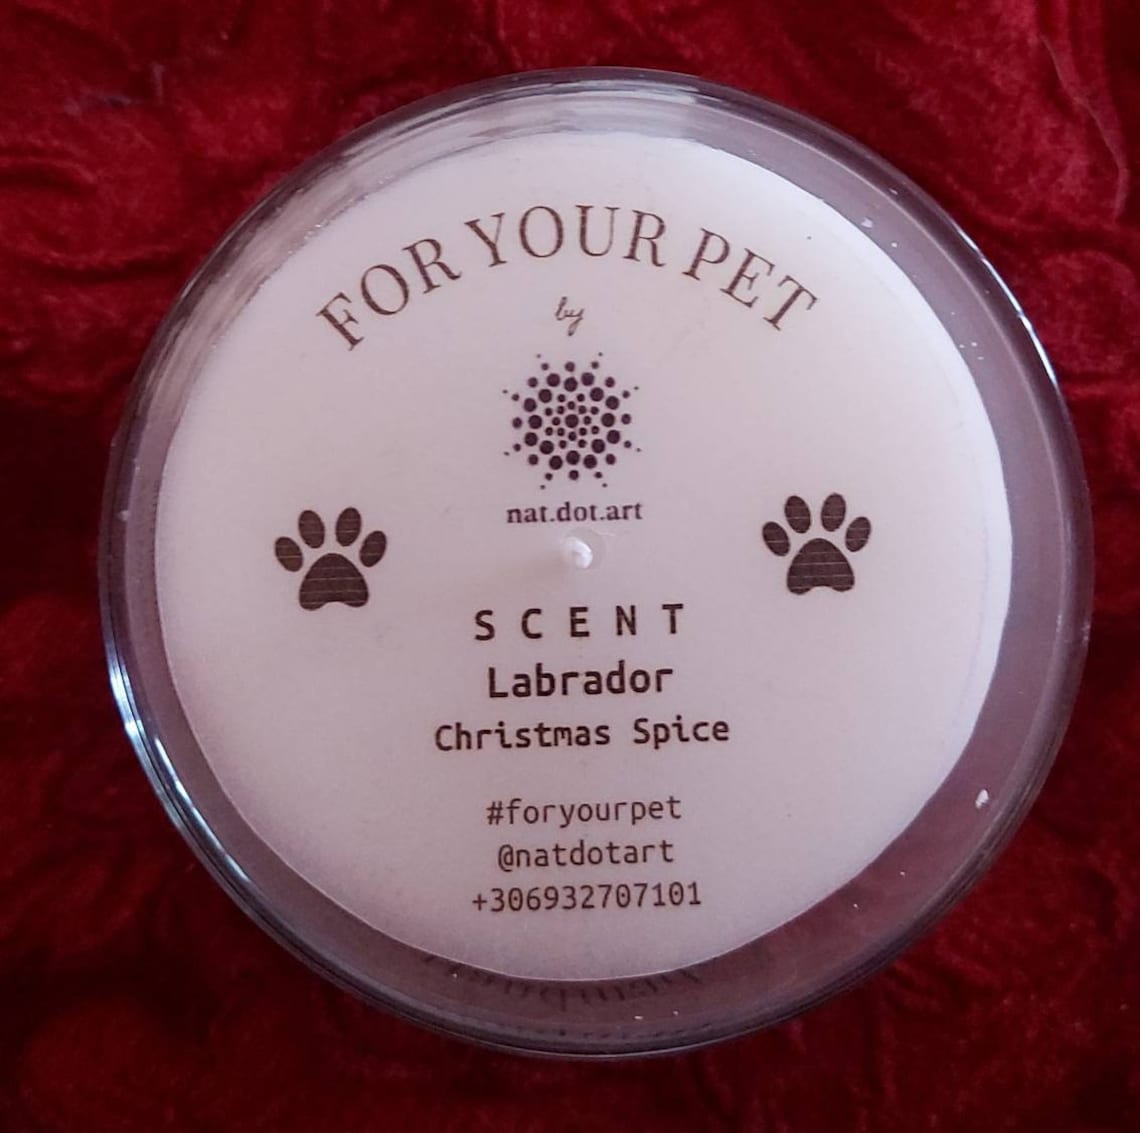 FOR YOUR PET
by
nat.dot.art
SCENT
Labrador
Christmas Spice
#foryourpet
@natdotart
+306932707101